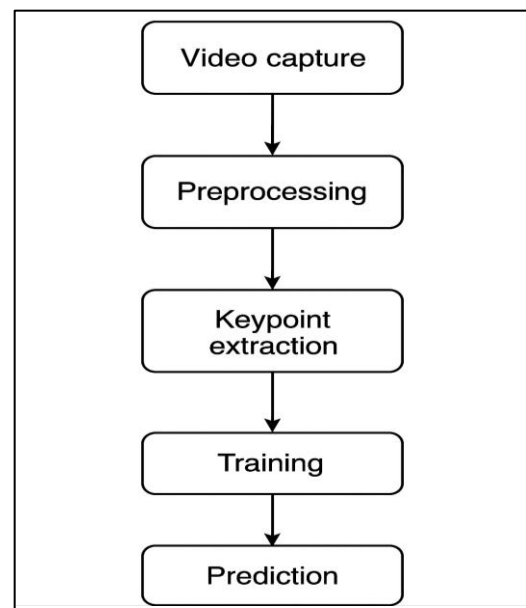 Video capture
Preprocessing
Keypoint
extraction
Training
Prediction